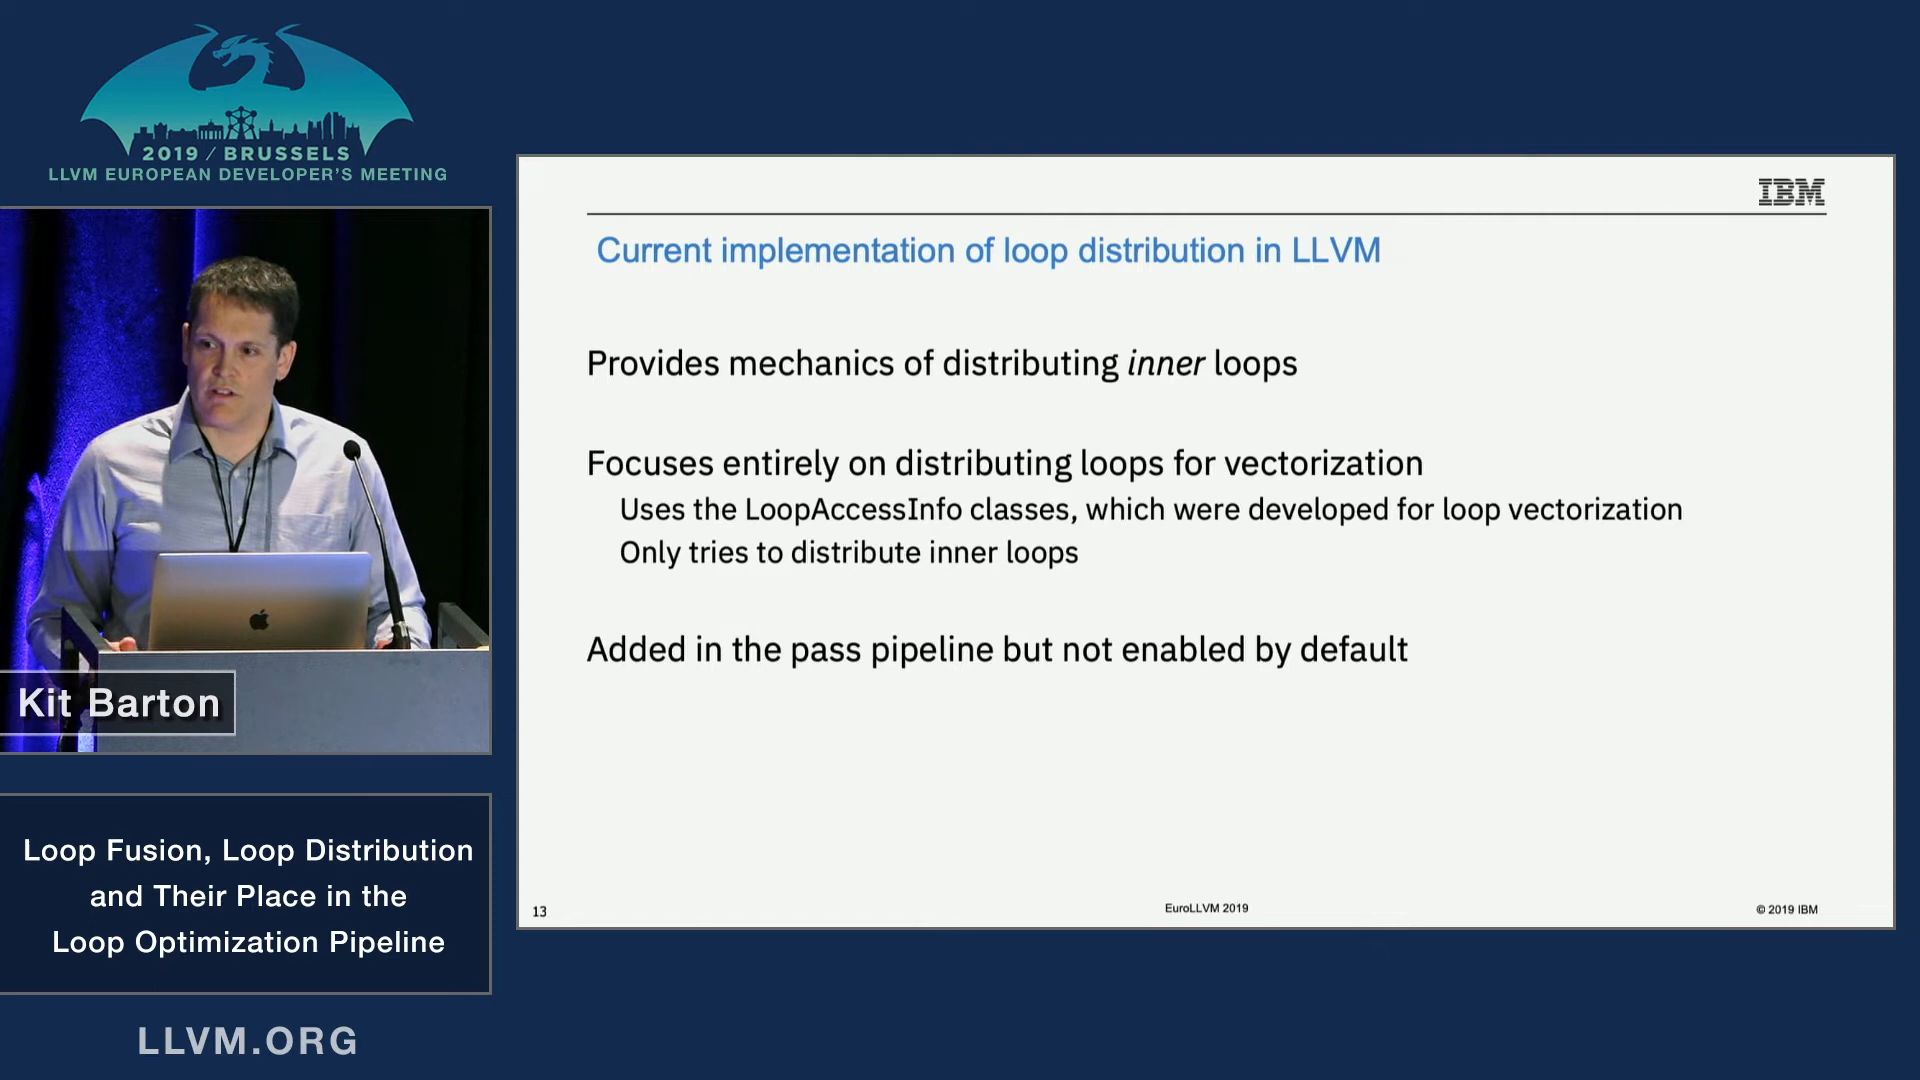 2019 / BRUSSELS
LLVM EUROPEAN DEVELOPER'S MEETING
Kit Barton
Loop Fusion, Loop Distribution
and Their Place in the
Loop Optimization Pipeline
LLVM.ORG
IBM
Current implementation of loop distribution in LLVM
Provides mechanics of distributing inner loops
Focuses entirely on distributing loops for vectorization
Uses the LoopAccessInfo classes, which were developed for loop vectorization
Only tries to distribute inner loops
Added in the pass pipeline but not enabled by default
13
EuroLLVM 2019
© 2019 IBM